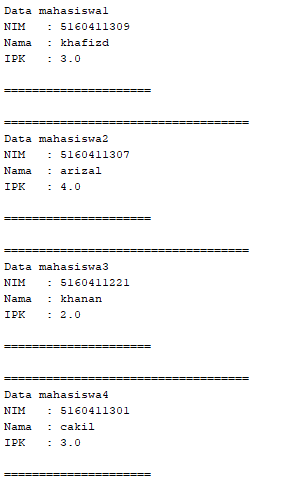 Data mahasiswa1
NIM   : 5160411309
Nama  : khafizd
IPK   : 3.0
=====================
===================================
Data mahasiswa2
NIM   : 5160411307
Nama  : arizal
IPK   : 4.0
=====================
===================================
Data mahasiswa3
NIM   : 5160411221
Nama  : khanan
IPK   : 2.0
=====================
===================================
Data mahasiswa4
NIM   : 5160411301
Nama  : cakil
IPK   : 3.0
=====================